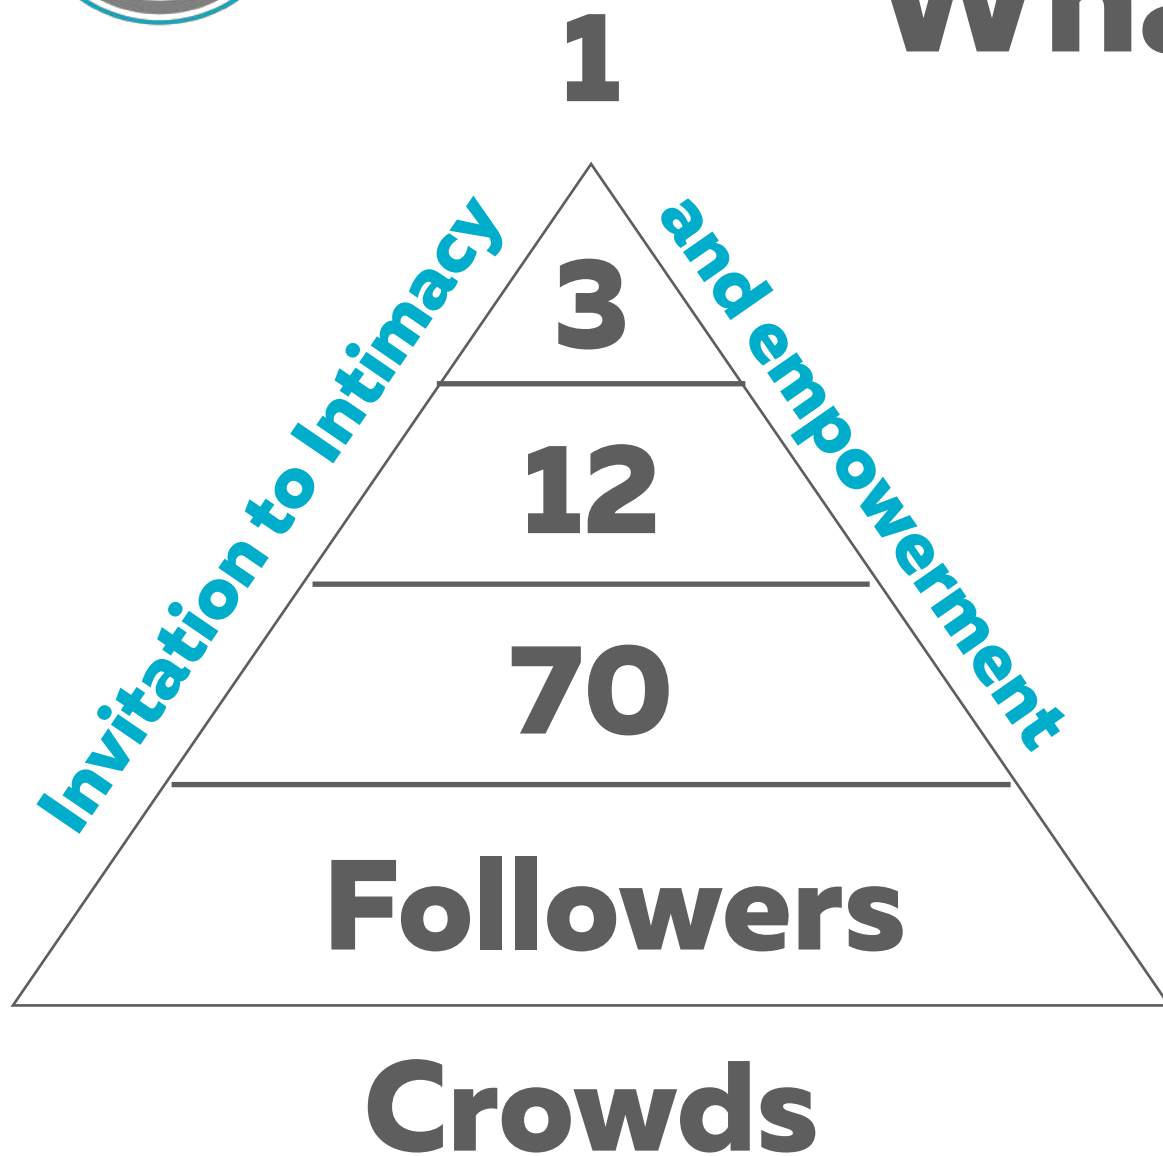 1
Invitation to Intimacy
and empowerment
3
12
70
Followers
Crowds